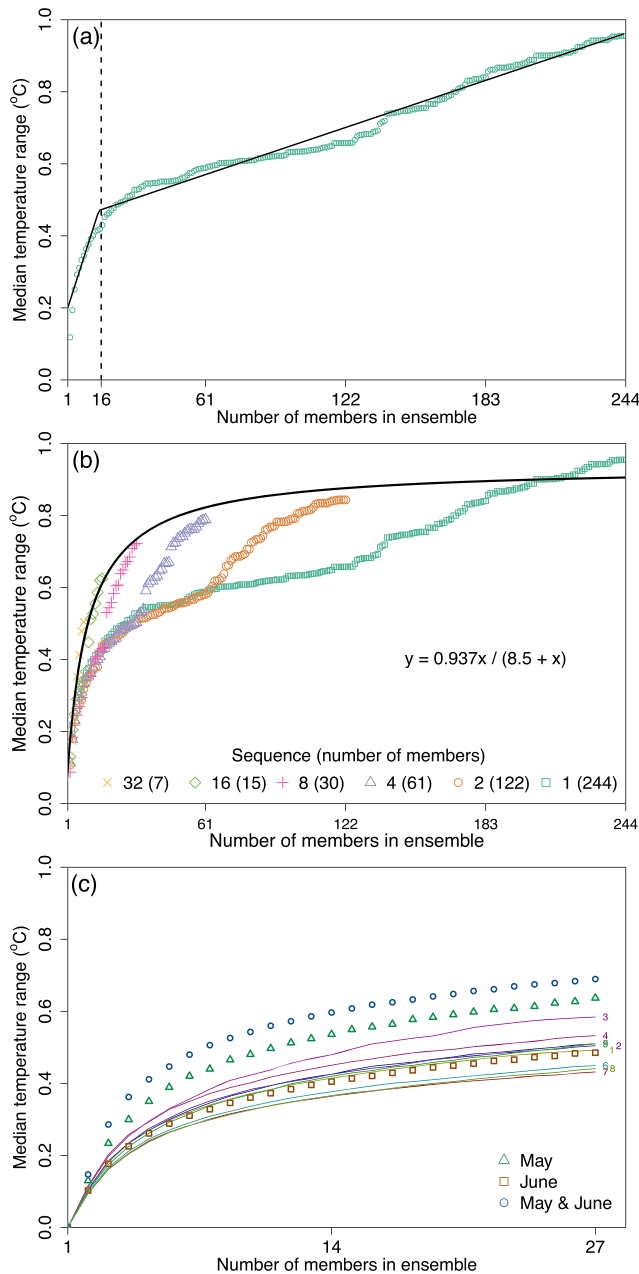 (a)
Median temperature range (°C)
1.0
0.8
0.6
0.4
0.2
0.0
1 16 61 122 183 244
Number of members in ensemble
(b)
Median temperature range (°C)
1.0
0.8
0.6
0.4
0.2
0.0
y = 0.937x / (8.5 + x)
Sequence (number of members)
32 (7) 16 (15) 8 (30) 4 (61) 2 (122) 1 (244)
1 61 122 183 244
Number of members in ensemble
(c)
Median temperature range (°C)
1.0
0.8
0.6
0.4
0.2
0.0
3
4
1 2
6
8
7
May
June
May & June
1 14 27
Number of members in ensemble